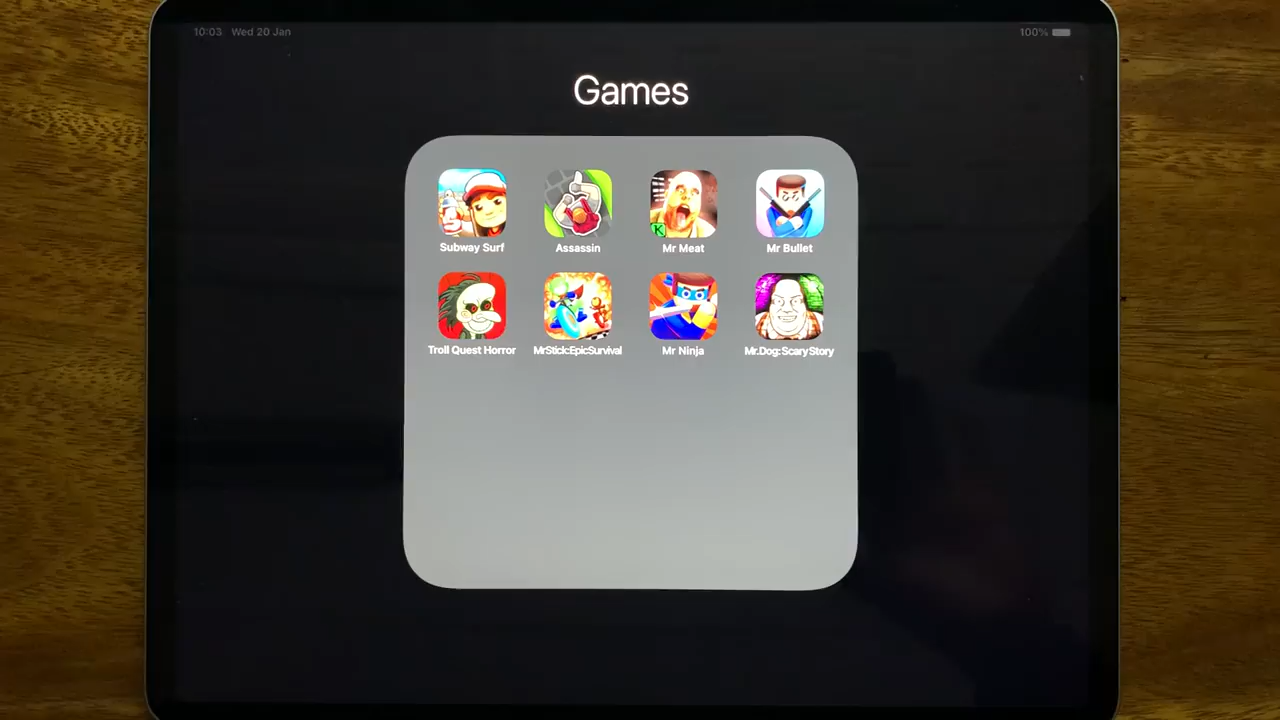 10:03 Wed 20 Jan 100%
Games
Subway Surf Assassin Mr Meat Mr Bullet
K
Troll Quest Horror MrStick:EpicSurvival Mr Ninja Mr.Dog:ScaryStory